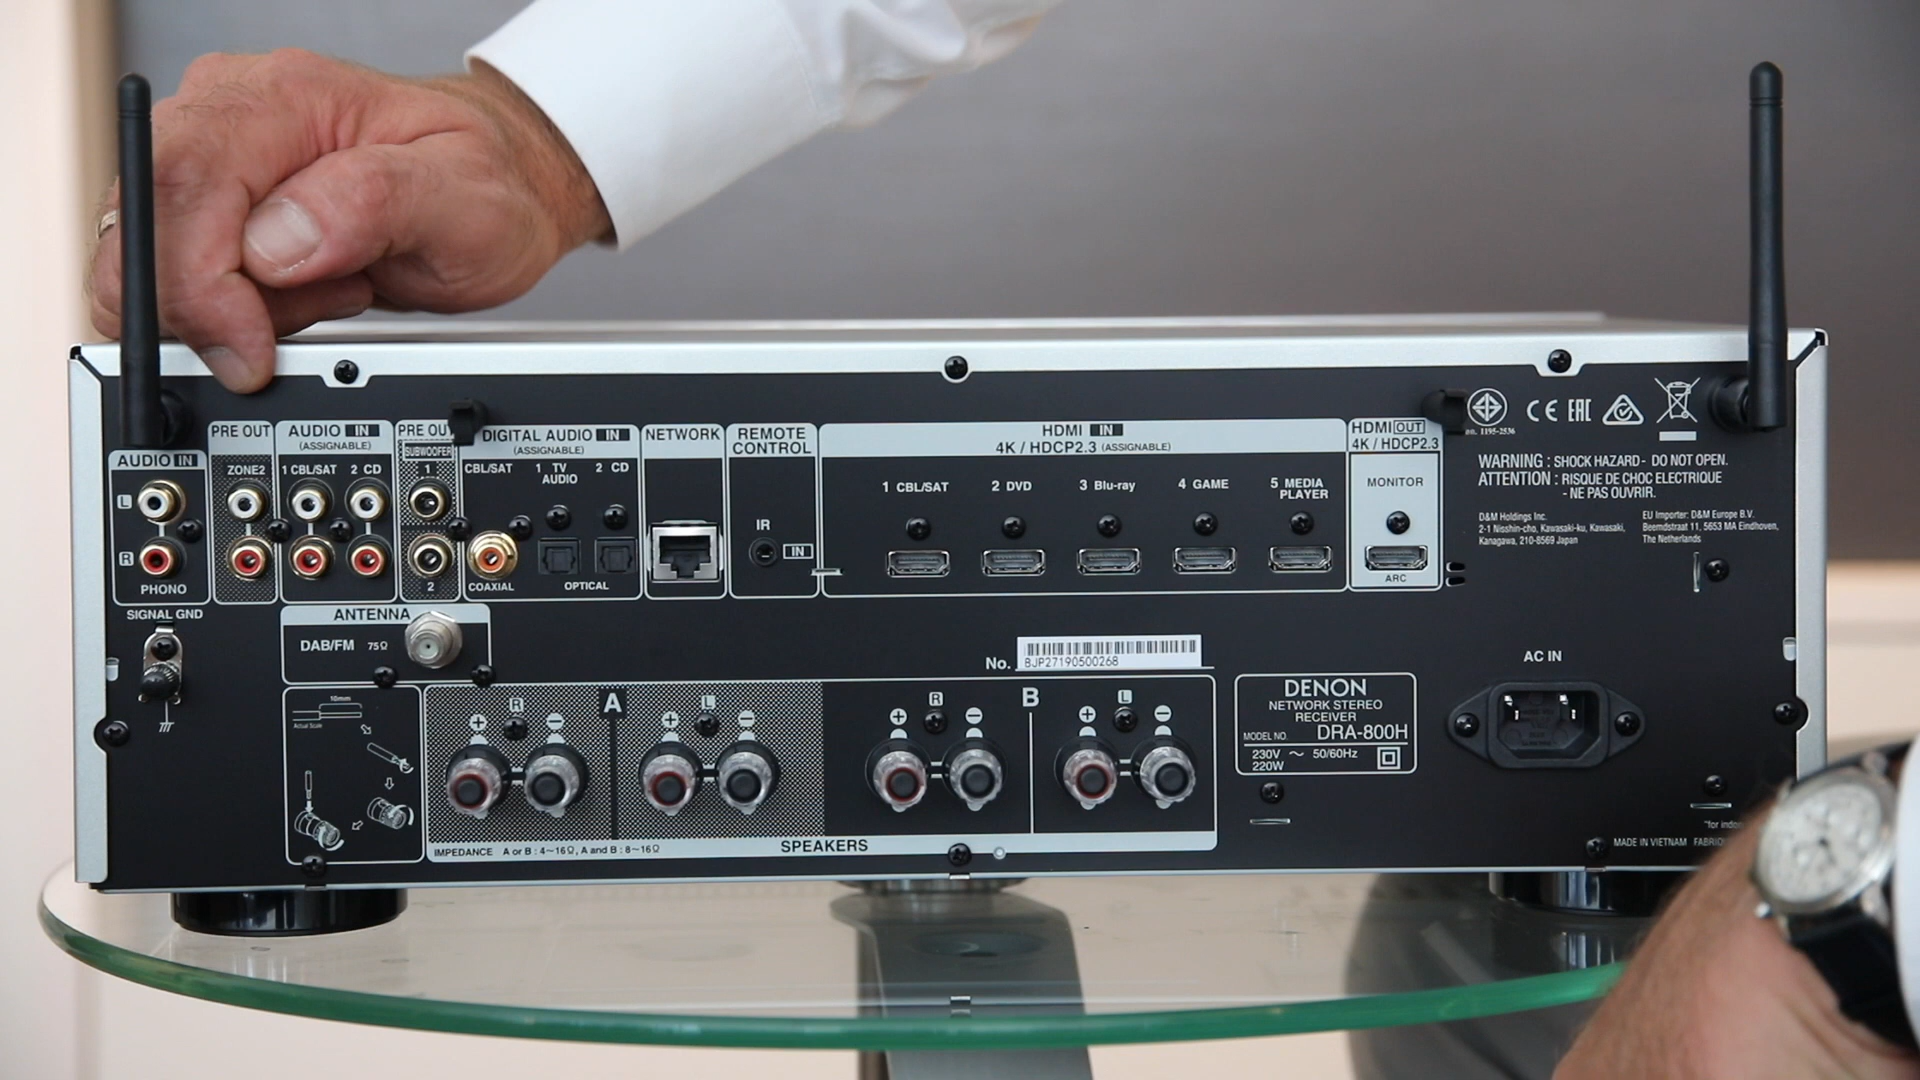 AUDIO IN
L
R
PHONO
SIGNAL GND
PRE OUT
ZONE2
AUDIO IN
(ASSIGNABLE)
1 CBL/SAT 2 CD
PRE OUT
SUBWOOFER
1
2
DIGITAL AUDIO IN
(ASSIGNABLE)
CBL/SAT 1 TV AUDIO 2 CD
COAXIAL
OPTICAL
NETWORK
REMOTE
CONTROL
IR
IN
HDMI IN
4K / HDCP2.3 (ASSIGNABLE)
1 CBL/SAT 2 DVD 3 Blu-ray 4 GAME 5 MEDIA PLAYER
HDMI OUT
4K / HDCP2.3
MONITOR
ARC
CE EAC
1195-2536
WARNING : SHOCK HAZARD - DO NOT OPEN.
ATTENTION : RISQUE DE CHOC ELECTRIQUE
- NE PAS OUVRIR.
D&M Holdings Inc.
2-1 Nisshin-cho, Kawasaki-ku, Kawasaki,
Kanagawa, 210-8569 Japan
EU Importer: D&M Europe B.V.
Beemdstraat 11, 5653 MA Eindhoven,
The Netherlands
ANTENNA
DAB/FM 75Ω
No.
BJP27190500268
AC IN
10mm
Actual Scale
R A L
R B L
+ − + − + − + −
IMPEDANCE A or B : 4~16Ω, A and B : 8~16Ω
SPEAKERS
DENON
NETWORK STEREO
RECEIVER
MODEL NO. DRA-800H
230V ~ 50/60Hz
220W
"for
MADE IN VIETNAM